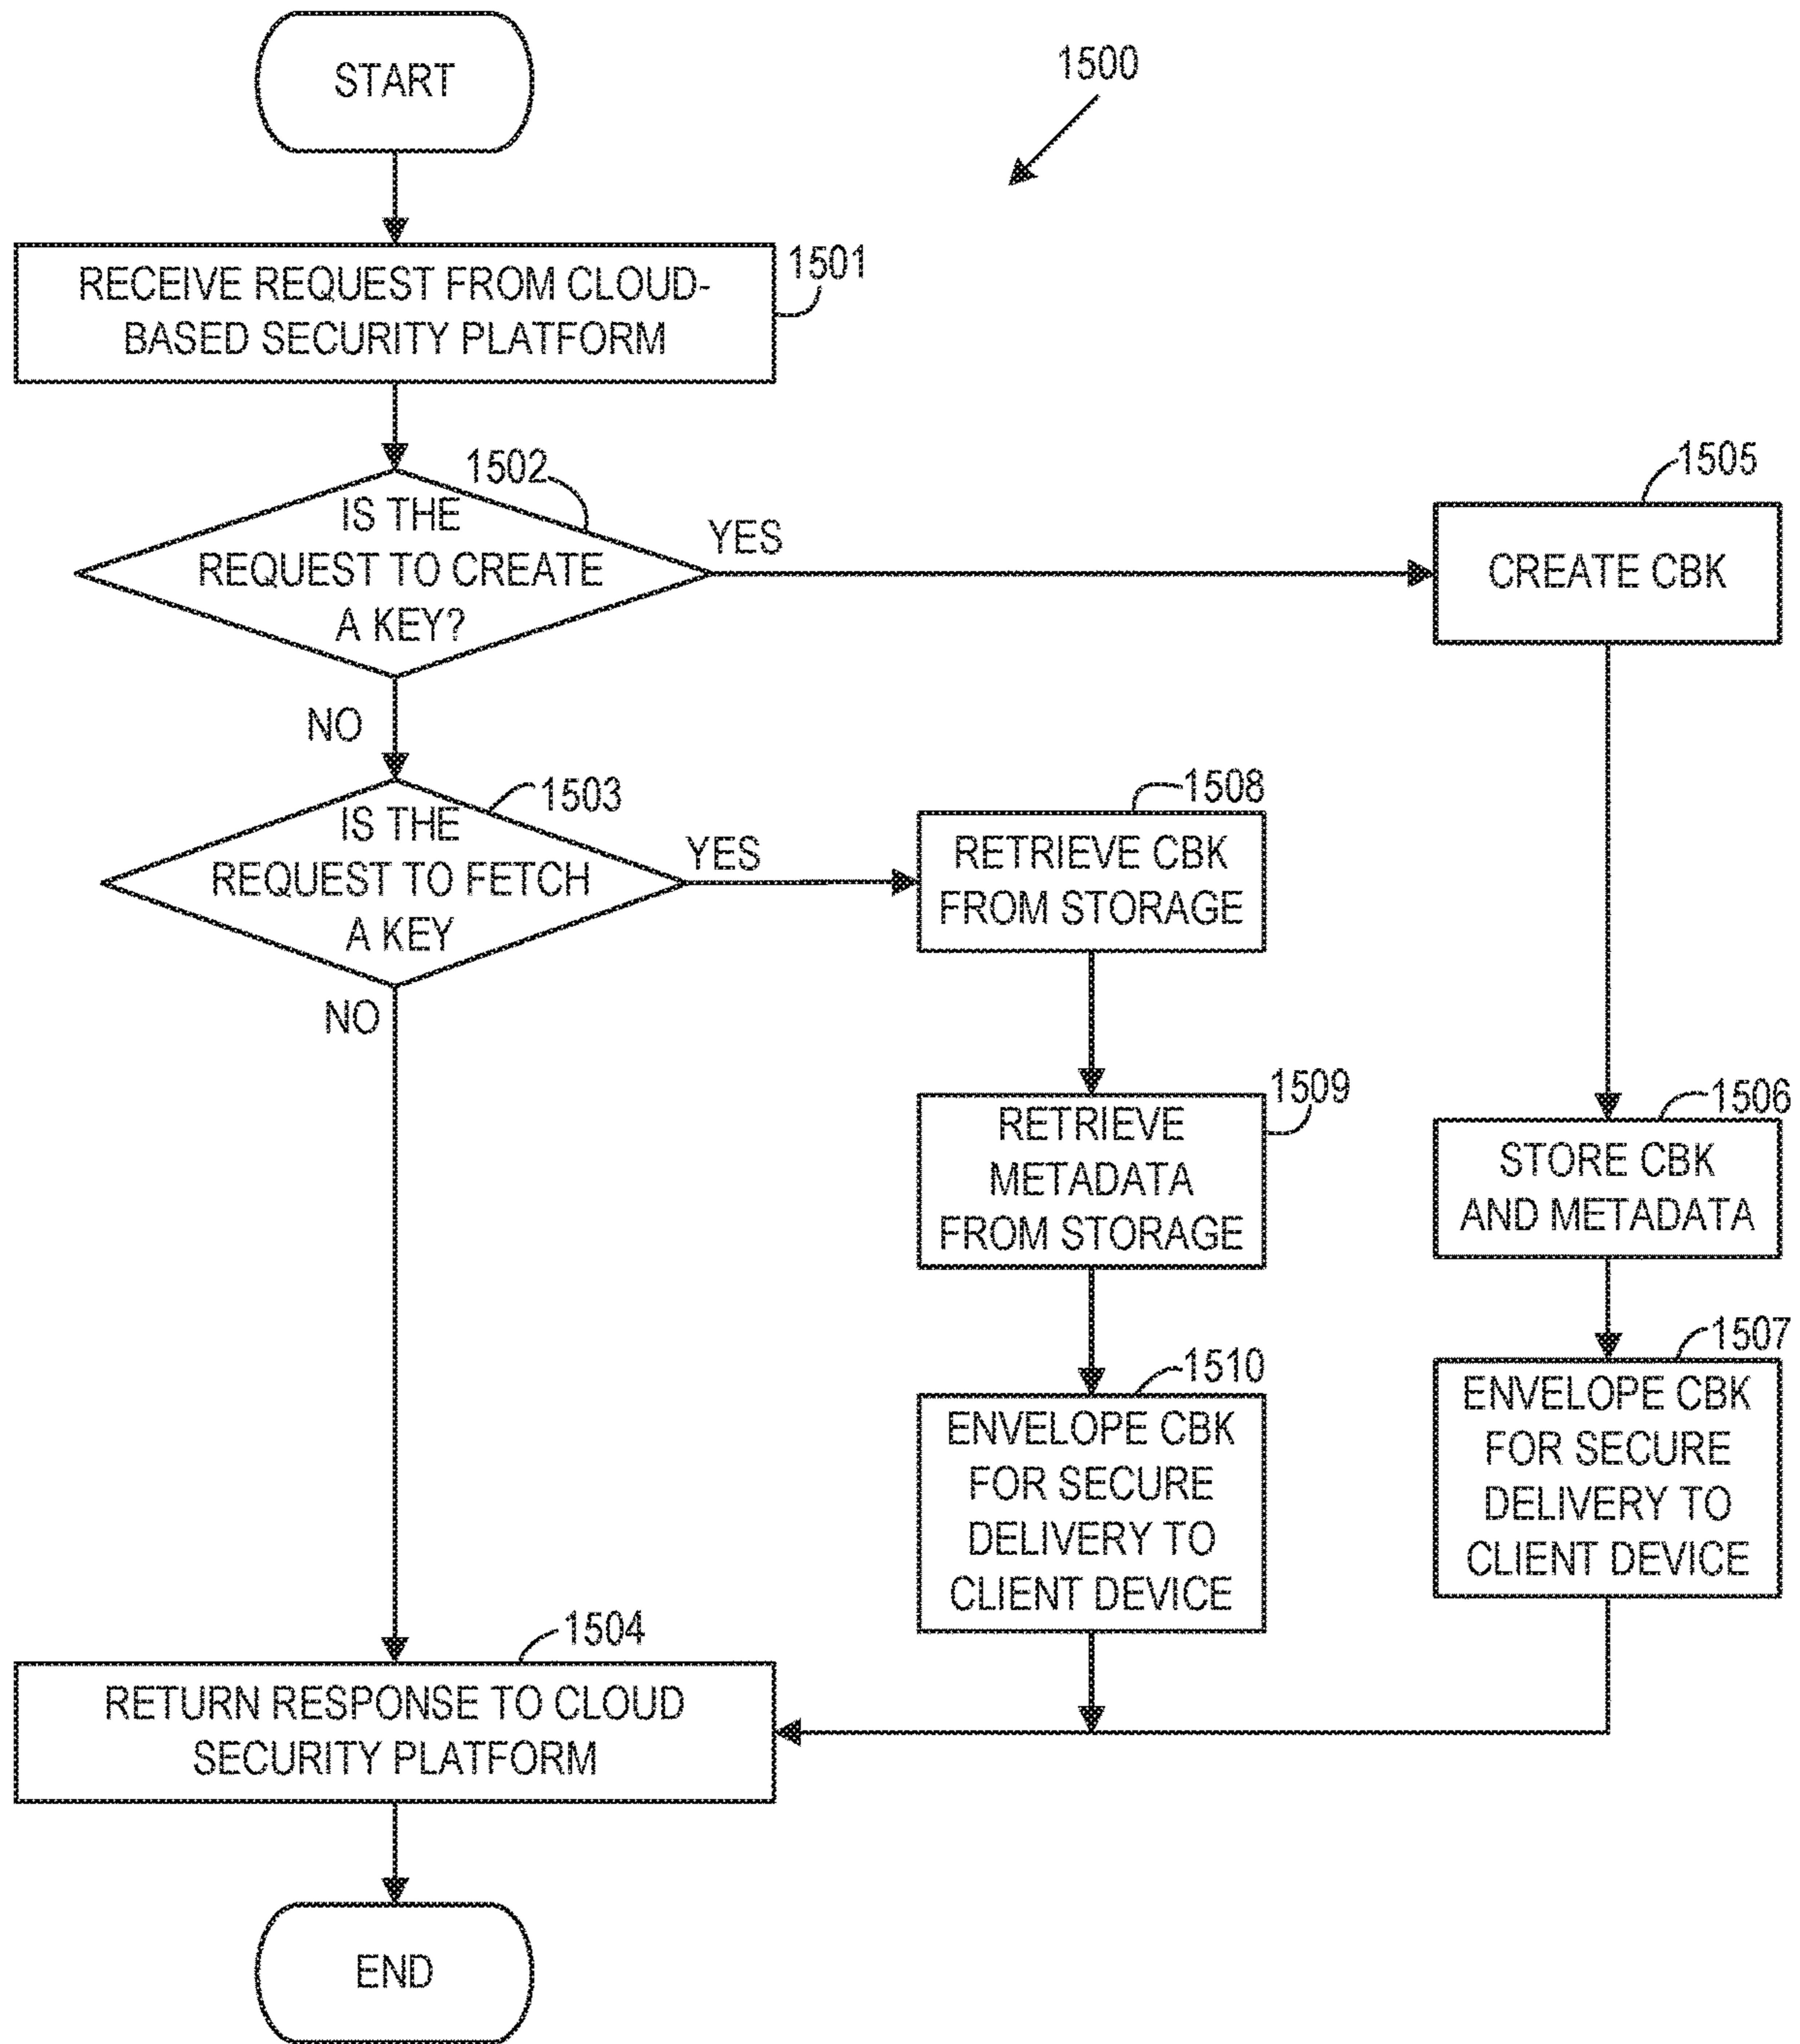 START
1500
1501
RECEIVE REQUEST FROM CLOUD-
BASED SECURITY PLATFORM
1502
IS THE
REQUEST TO CREATE
A KEY?
YES
1505
CREATE CBK
NO
1503
IS THE
REQUEST TO FETCH
A KEY
YES
1508
RETRIEVE CBK
FROM STORAGE
NO
1509
RETRIEVE
METADATA
FROM STORAGE
1506
STORE CBK
AND METADATA
1510
ENVELOPE CBK
FOR SECURE
DELIVERY TO
CLIENT DEVICE
1507
ENVELOPE CBK
FOR SECURE
DELIVERY TO
CLIENT DEVICE
1504
RETURN RESPONSE TO CLOUD
SECURITY PLATFORM
END